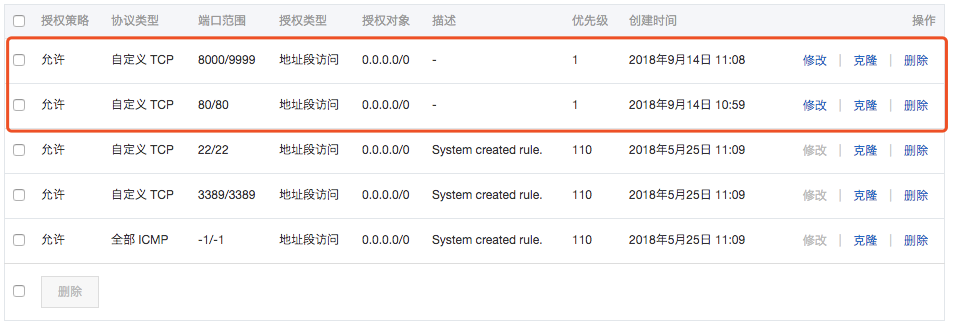 授权策略 协议类型 端口范围 授权类型 授权对象 描述 优先级 创建时间 操作
允许 自定义 TCP 8000/9999 地址段访问 0.0.0.0/0 - 1 2018年9月14日 11:08 修改 | 克隆 | 删除
允许 自定义 TCP 80/80 地址段访问 0.0.0.0/0 - 1 2018年9月14日 10:59 修改 | 克隆 | 删除
允许 自定义 TCP 22/22 地址段访问 0.0.0.0/0 System created rule. 110 2018年5月25日 11:09 修改 | 克隆 | 删除
允许 自定义 TCP 3389/3389 地址段访问 0.0.0.0/0 System created rule. 110 2018年5月25日 11:09 修改 | 克隆 | 删除
允许 全部 ICMP -1/-1 地址段访问 0.0.0.0/0 System created rule. 110 2018年5月25日 11:09 修改 | 克隆 | 删除
删除